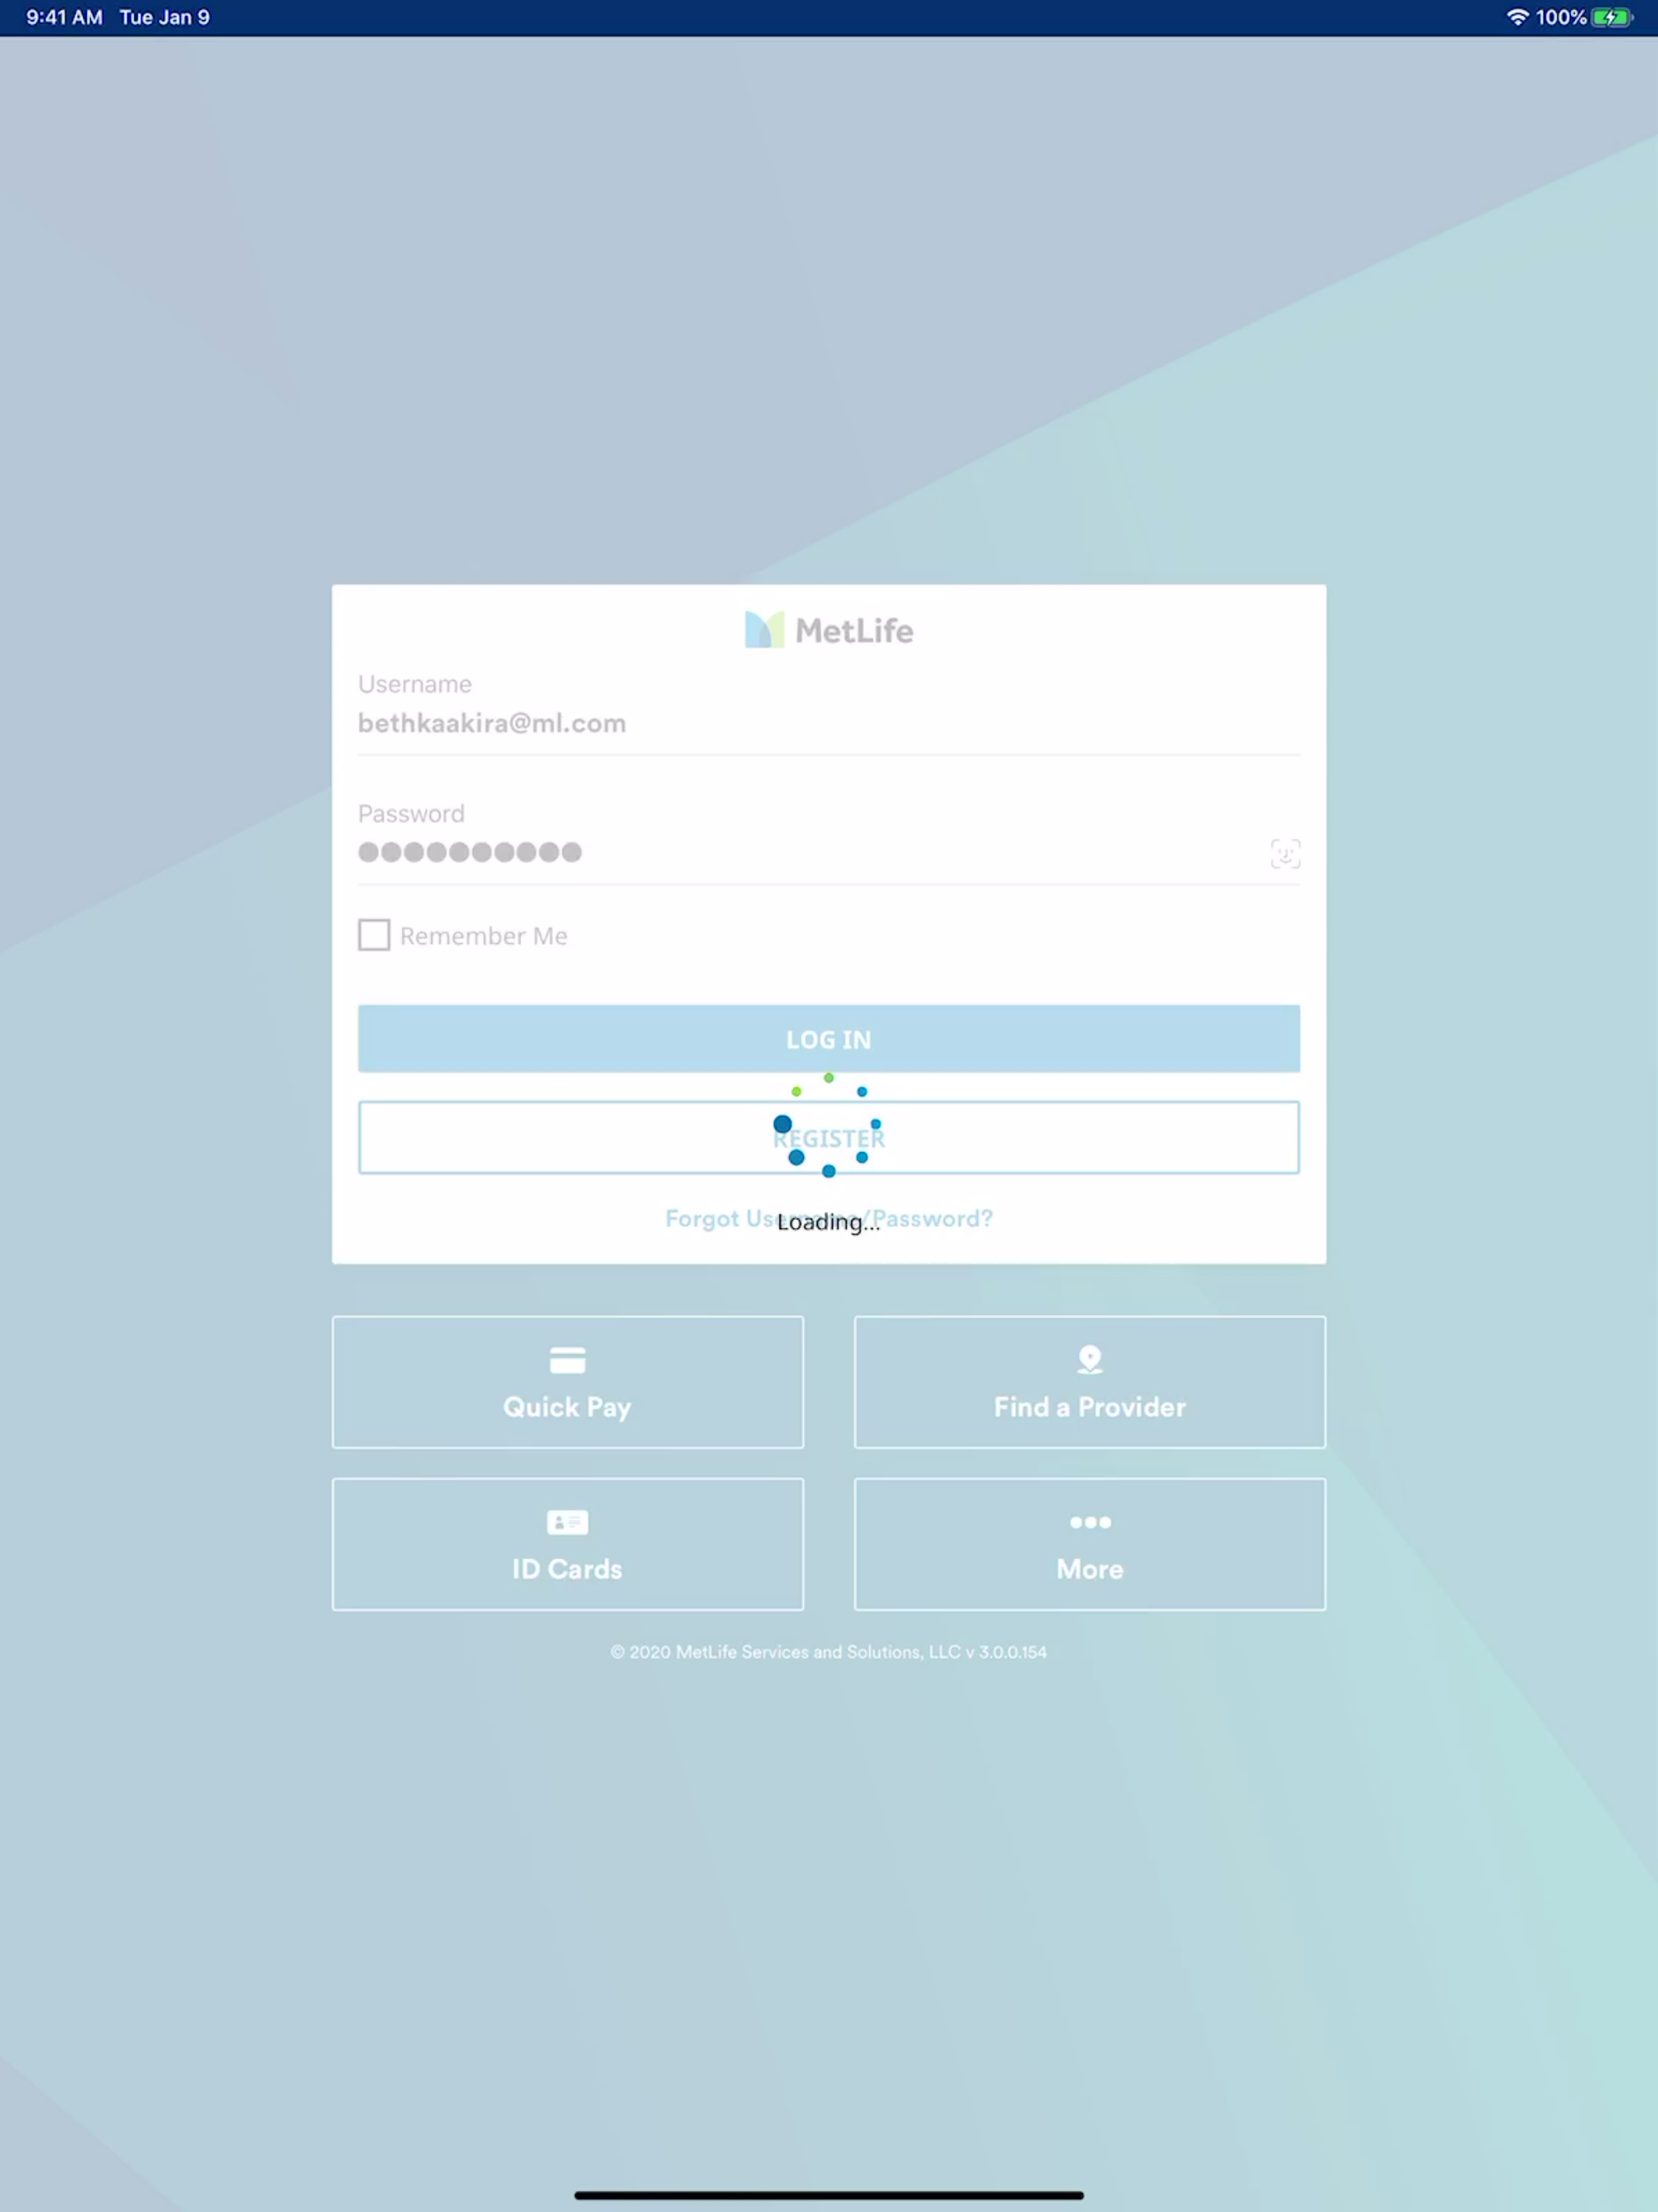 9:41 AM Tue Jan 9 100%
MetLife
Username
bethkaakira@ml.com
Password
Remember Me
LOG IN
REGISTER
Forgot Username/Password?
Loading...
Quick Pay
Find a Provider
ID Cards
More
© 2020 MetLife Services and Solutions, LLC v 3.0.0.154